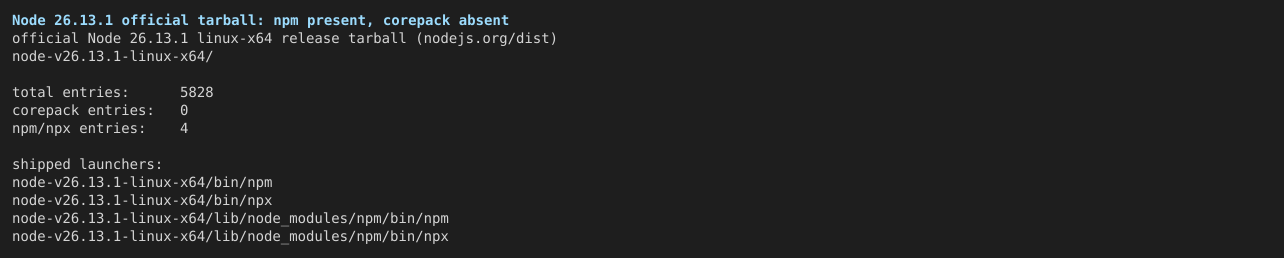 Node 26.13.1 official tarball: npm present, corepack absent
official Node 26.13.1 linux-x64 release tarball (nodejs.org/dist)
node-v26.13.1-linux-x64/
total entries: 5828
corepack entries: 0
npm/npx entries: 4
shipped launchers:
node-v26.13.1-linux-x64/bin/npm
node-v26.13.1-linux-x64/bin/npx
node-v26.13.1-linux-x64/lib/node_modules/npm/bin/npm
node-v26.13.1-linux-x64/lib/node_modules/npm/bin/npx